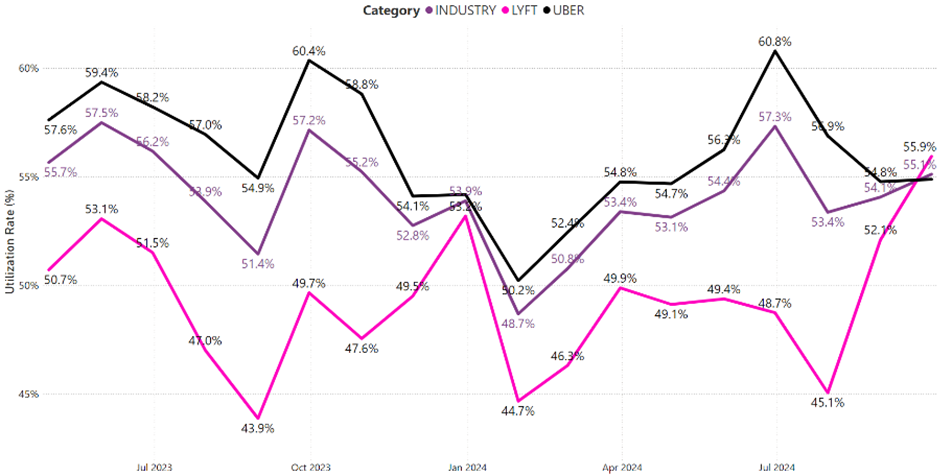 Category INDUSTRY LYFT UBER
Utilization Rate (%)
60%
55%
50%
45%
57.6% 59.4% 58.2% 57.0% 54.9% 60.4% 58.8% 54.1% 50.2% 52.4% 54.8% 54.7% 56.3% 60.8% 56.9% 54.8%
55.7% 57.5% 56.2% 53.9% 51.4% 57.2% 55.2% 52.8% 53.9% 48.7% 50.8% 53.4% 53.1% 54.4% 57.3% 53.4% 54.1% 55.1%
50.7% 53.1% 51.5% 47.0% 43.9% 49.7% 47.6% 49.5% 53.2% 44.7% 46.3% 49.9% 49.1% 49.4% 48.7% 45.1% 52.1% 55.9%
Jul 2023 Oct 2023 Jan 2024 Apr 2024 Jul 2024